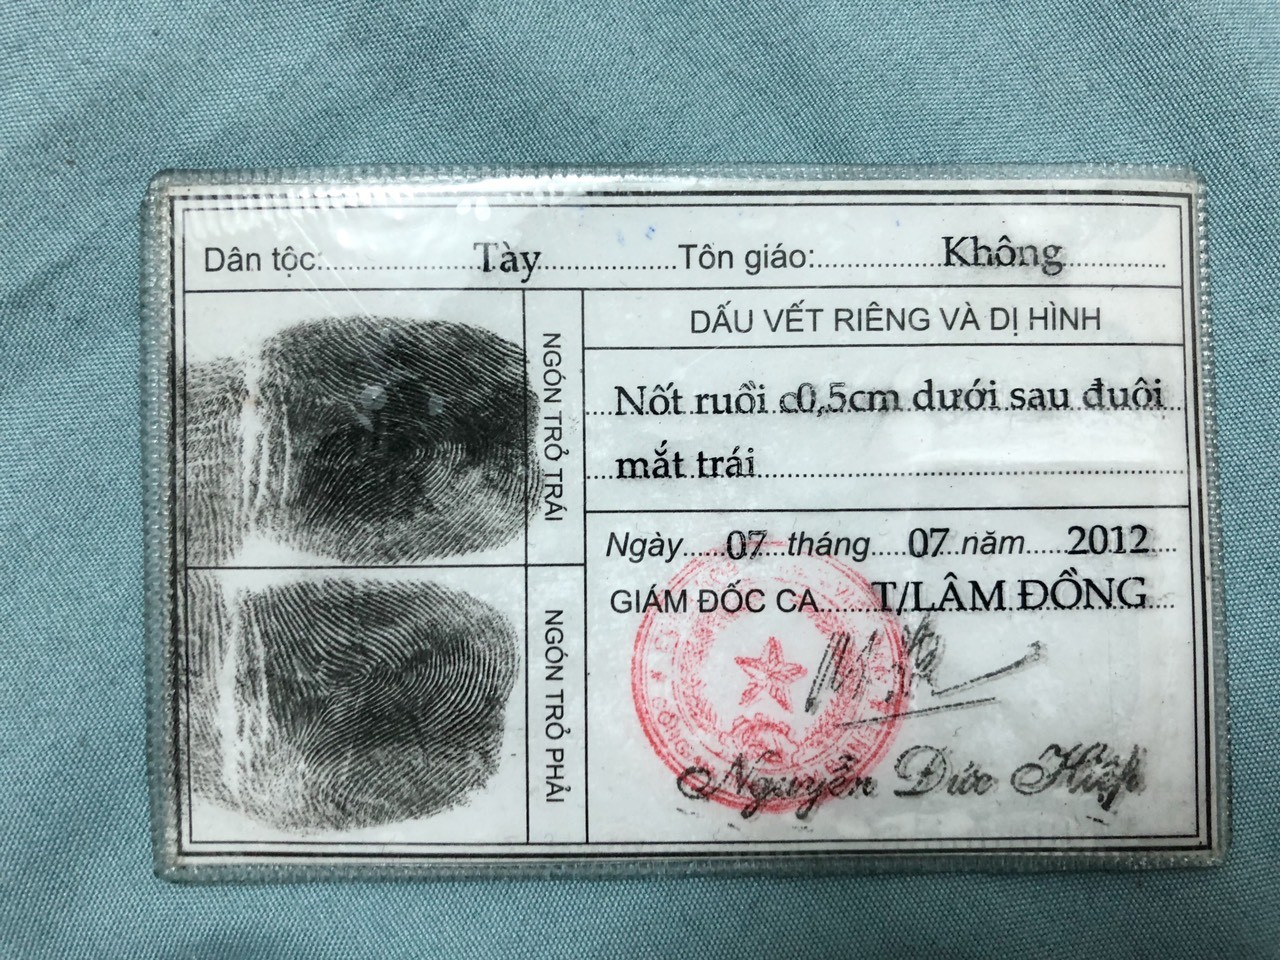 Dân tộc: Tày Tôn giáo: Không
NGÓN TRỎ TRÁI
NGÓN TRỎ PHẢI
DẤU VẾT RIÊNG VÀ DỊ HÌNH
Nốt ruồi c0,5cm dưới sau đuôi
mắt trái
Ngày 07 tháng 07 năm 2012
GIÁM ĐỐC CA T/LÂM ĐỒNG
Nguyễn Đức Hiệp